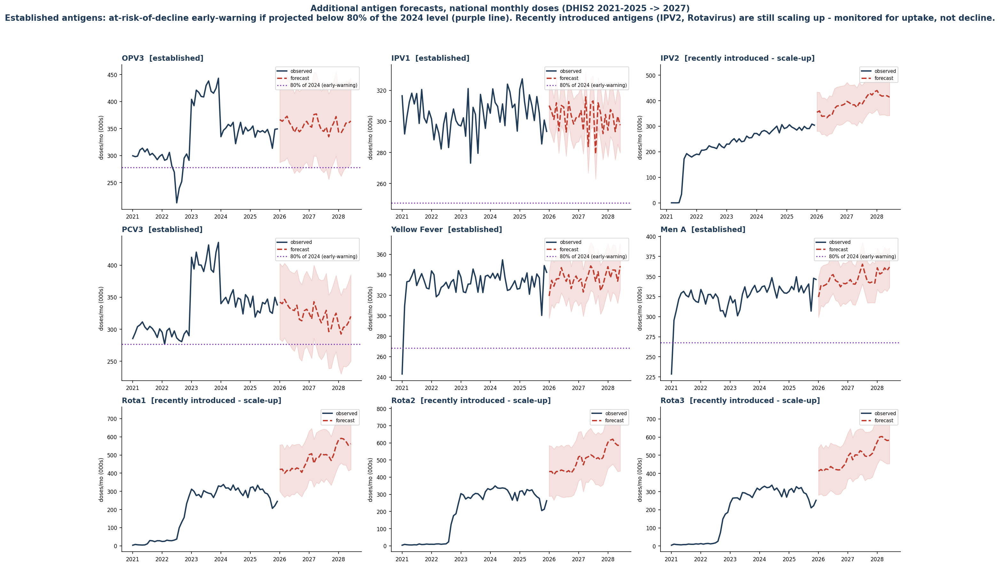 Additional antigen forecasts, national monthly doses (DHIS2 2021-2025 -> 2027)
Established antigens: at-risk-of-decline early-warning if projected below 80% of the 2024 level (purple line). Recently introduced antigens (IPV2, Rotavirus) are still scaling up - monitored for uptake, not decline.
OPV3 [established]
doses/mo (000s)
450
400
350
300
250
observed
forecast
80% of 2024 (early-warning)
2021 2022 2023 2024 2025 2026 2027 2028
IPV1 [established]
doses/mo (000s)
320
300
280
260
observed
forecast
80% of 2024 (early-warning)
2021 2022 2023 2024 2025 2026 2027 2028
IPV2 [recently introduced - scale-up]
doses/mo (000s)
500
400
300
200
100
0
observed
forecast
2021 2022 2023 2024 2025 2026 2027 2028
PCV3 [established]
doses/mo (000s)
400
350
300
250
observed
forecast
80% of 2024 (early-warning)
2021 2022 2023 2024 2025 2026 2027 2028
Yellow Fever [established]
doses/mo (000s)
360
340
320
300
280
260
240
observed
forecast
80% of 2024 (early-warning)
2021 2022 2023 2024 2025 2026 2027 2028
Men A [established]
doses/mo (000s)
400
375
350
325
300
275
250
225
observed
forecast
80% of 2024 (early-warning)
2021 2022 2023 2024 2025 2026 2027 2028
Rota1 [recently introduced - scale-up]
doses/mo (000s)
700
600
500
400
300
200
100
0
observed
forecast
2021 2022 2023 2024 2025 2026 2027 2028
Rota2 [recently introduced - scale-up]
doses/mo (000s)
800
700
600
500
400
300
200
100
0
observed
forecast
2021 2022 2023 2024 2025 2026 2027 2028
Rota3 [recently introduced - scale-up]
doses/mo (000s)
700
600
500
400
300
200
100
0
observed
forecast
2021 2022 2023 2024 2025 2026 2027 2028